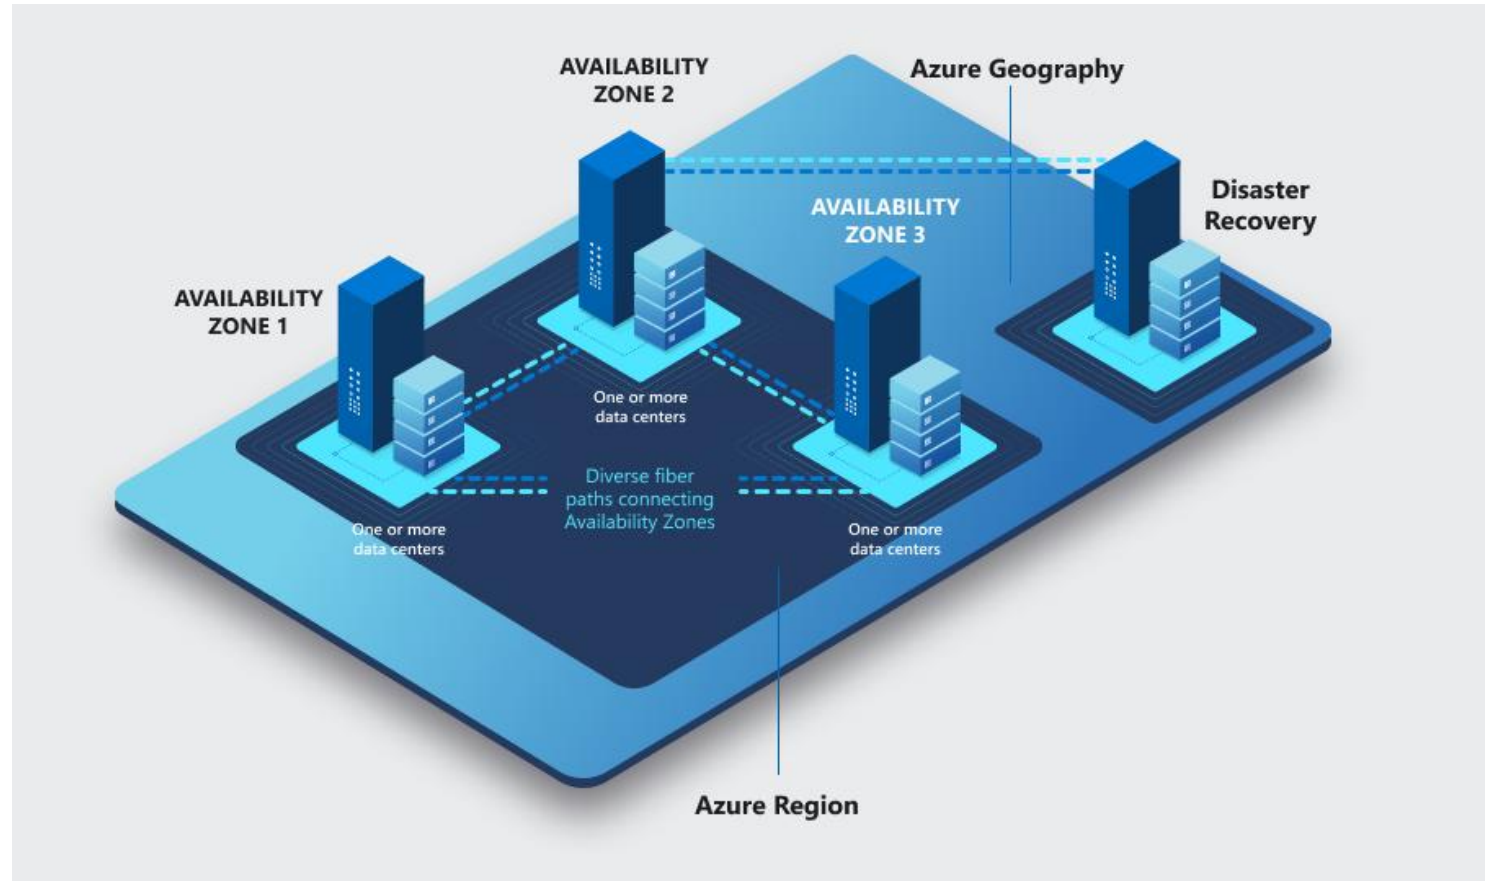 AVAILABILITY
ZONE 2
Azure Geography
Disaster
Recovery
AVAILABILITY
ZONE 3
AVAILABILITY
ZONE 1
One or more
data centers
Diverse fiber
paths connecting
Availability Zones
One or more
data centers
One or more
data centers
Azure Region